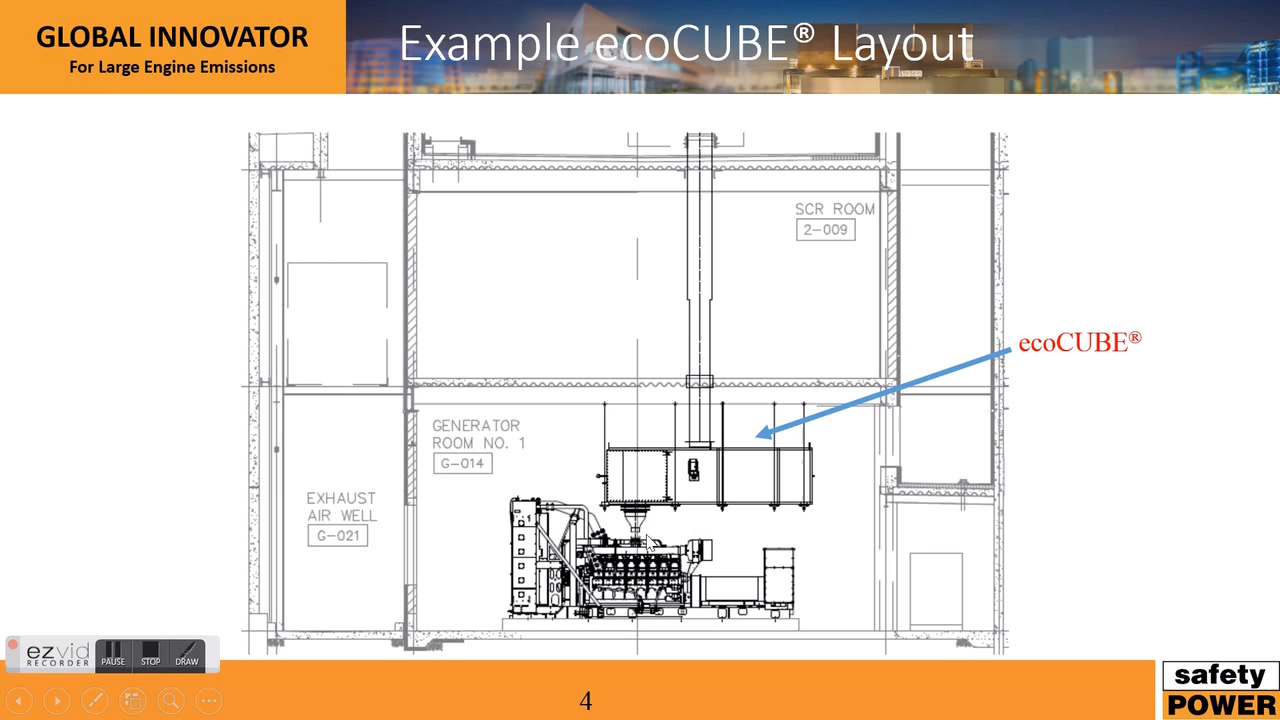 GLOBAL INNOVATOR
For Large Engine Emissions
Example ecoCUBE® Layout
SCR ROOM
2-009
ecoCUBE®
GENERATOR
ROOM NO. 1
G-014
EXHAUST
AIR WELL
G-021
ezvid
RECORDER
PAUSE
STOP
DRAW
4
safety
POWER